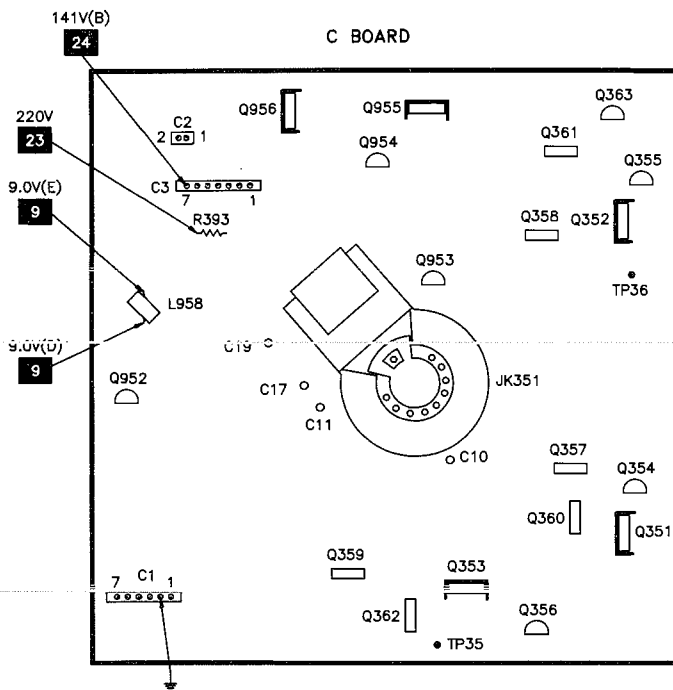 141V(B)
24
C BOARD
220V
23
9.0V(E)
9
9.0V(D)
9
C2
2 1
Q956
Q955
Q954
Q363
Q361
Q355
C3
7 1
R393
Q358
Q352
Q953
TP36
L958
C19
Q952
C17
C11
JK351
C10
Q357
Q354
Q360
Q351
Q359
Q353
7 C1 1
Q362
Q356
TP35